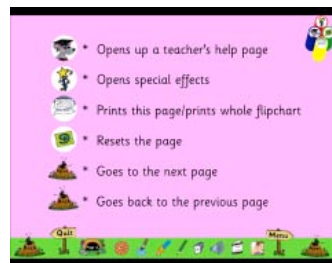 * Opens up a teacher's help page
* Opens special effects
* Prints this page/prints whole flipchart
* Resets the page
* Goes to the next page
* Goes back to the previous page
Quit
Menu